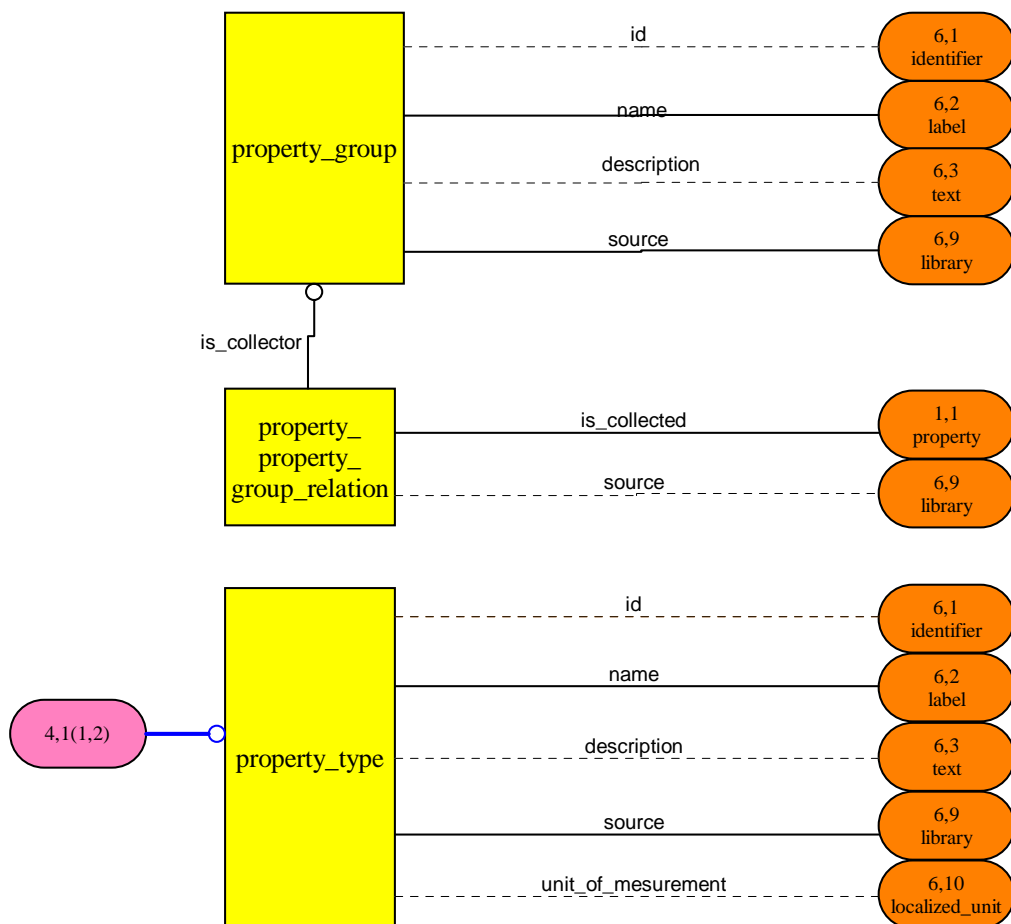 id
6,1
identifier
name
6,2
label
property_group
description
6,3
text
source
6,9
library
is_collector
property_
property_
group_relation
is_collected
1,1
property
source
6,9
library
id
6,1
identifier
name
6,2
label
4,1(1,2)
property_type
description
6,3
text
source
6,9
library
unit_of_mesurement
6,10
localized_unit